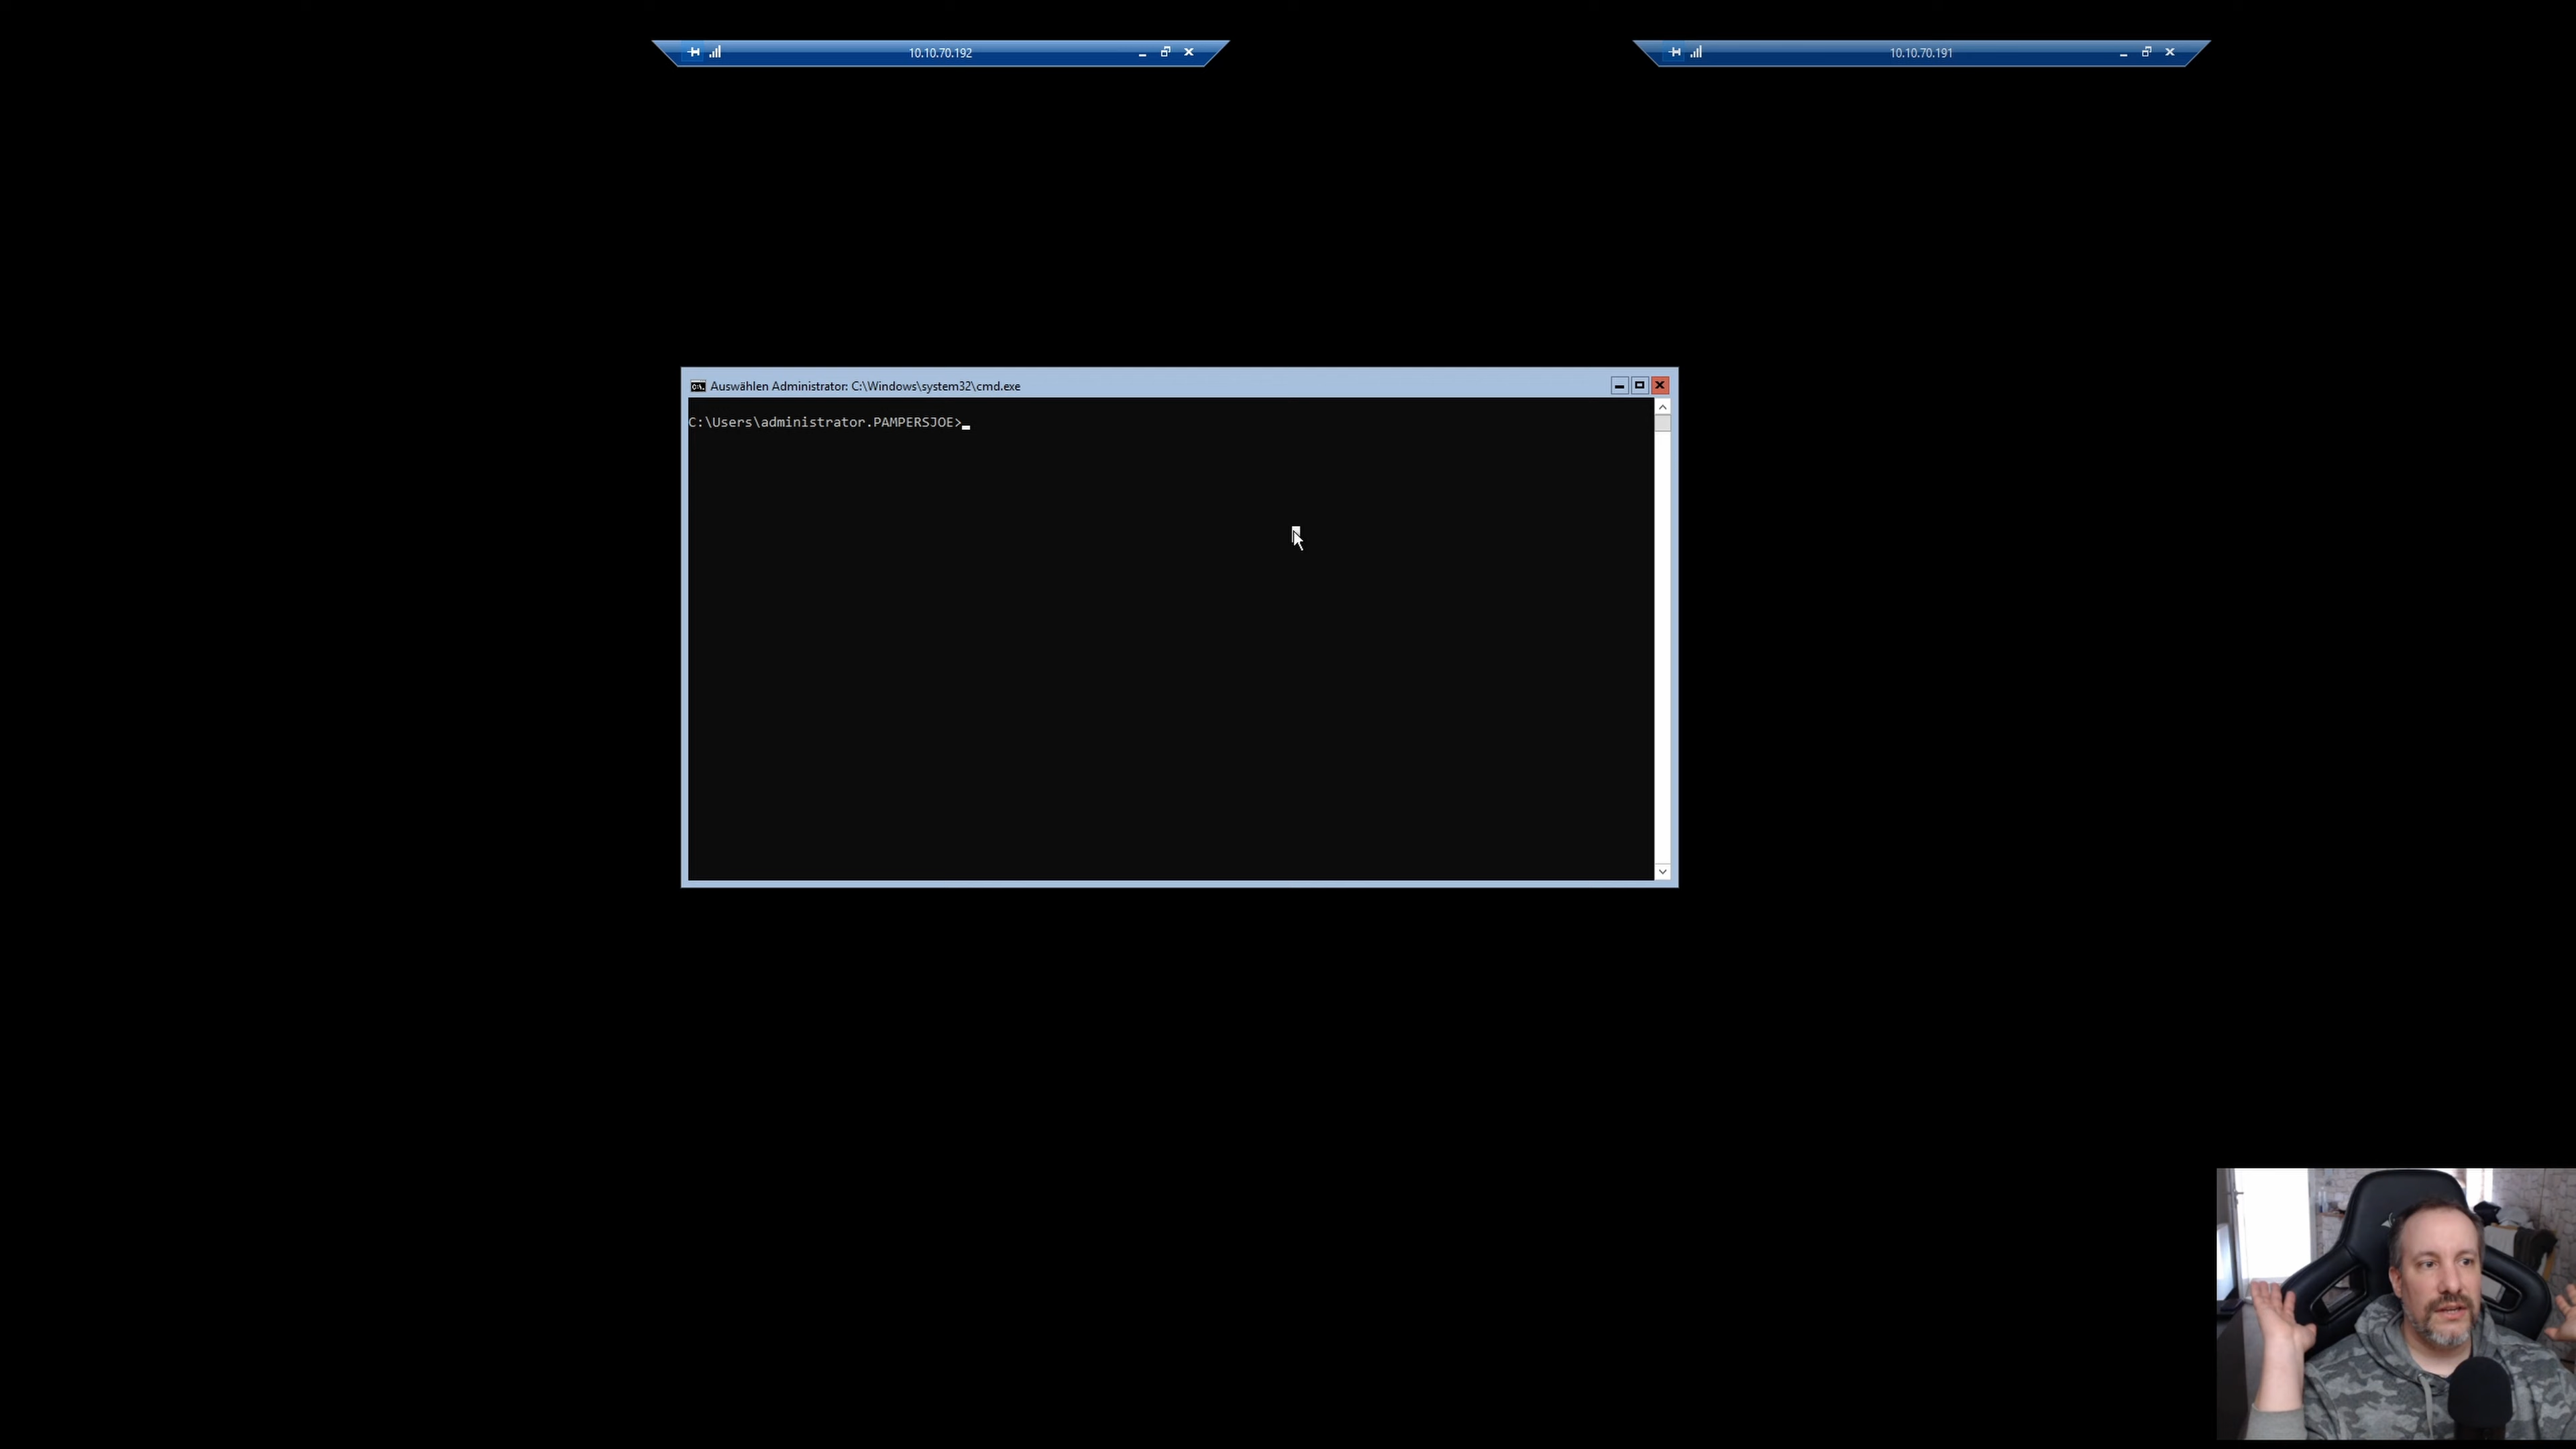 10.10.70.192
10.10.70.191
Auswählen Administrator: C:\Windows\system32\cmd.exe
C:\Users\administrator.PAMPERSJOE>